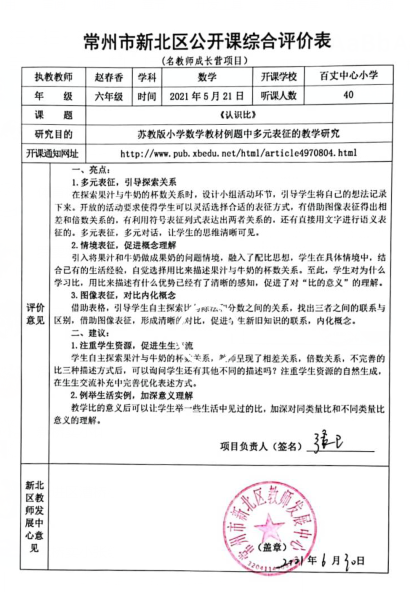 常州市新北区公开课综合评价表
(名教师成长营项目)
执教教师 赵春香 学科 数学 开课学校 百丈中心小学
年 级 六年级 时间 2021年5月21日 听课人数 40
课 题 《认识比》
研究目的 苏教版小学数学教材例题中多元表征的教学研究
开课通知网址 http://www.pub.xbedu.net/html/article4970804.html
评价意见
一、亮点:
1.多元表征,引导探索关系
在探索果汁与牛奶的杯数关系时,设计小组活动环节,引导学生将自己的想法记录
下来。开放的活动要求使得学生可以灵活选择合适的表征方式,有借助图像表征得出相
差和倍数关系的,有利用符号表征列式表达出两者关系的,还有直接用文字进行语义表
征的。多元表征,多元对话,让学生的思维清晰可见。
2.情境表征,促进概念理解
引入将果汁和牛奶做成果奶的问题情境,融入了配比思想,学生在具体情境中,结
合已有的生活经验,自觉选择用比来描述果汁与牛奶的杯数关系。至此,学生对为什么
学习比,用比来描述有什么优势已经有了清晰的感知,促进了对“比的意义”的理解。
3.图像表征,对比内化概念
借助表格,引导学生自主探索比 分数之间的关系,找出三者之间的联系与
区别,借助图像表征,形成清晰的对比,促进学生新旧知识的联系,内化概念。
二、建议:
1.注重学生资源,促进生生交流
学生自主探索果汁与牛奶的杯数关系, 呈现了相差关系,倍数关系,不完善的
比三种描述方式后,可以询问学生还有其他不同的描述吗?注重学生资源的自然生成,
在生生交流补充中完善优化表述方式。
2.例举生活实例,加深意义理解
教学比的意义后可以让学生举一些生活中见过的比,加深对同类量比和不同类量比
意义的理解。
项目负责人(签名)
新北区教师发展中心意见
常州市新北区教师发展中心
(盖章)
2021年6月30日